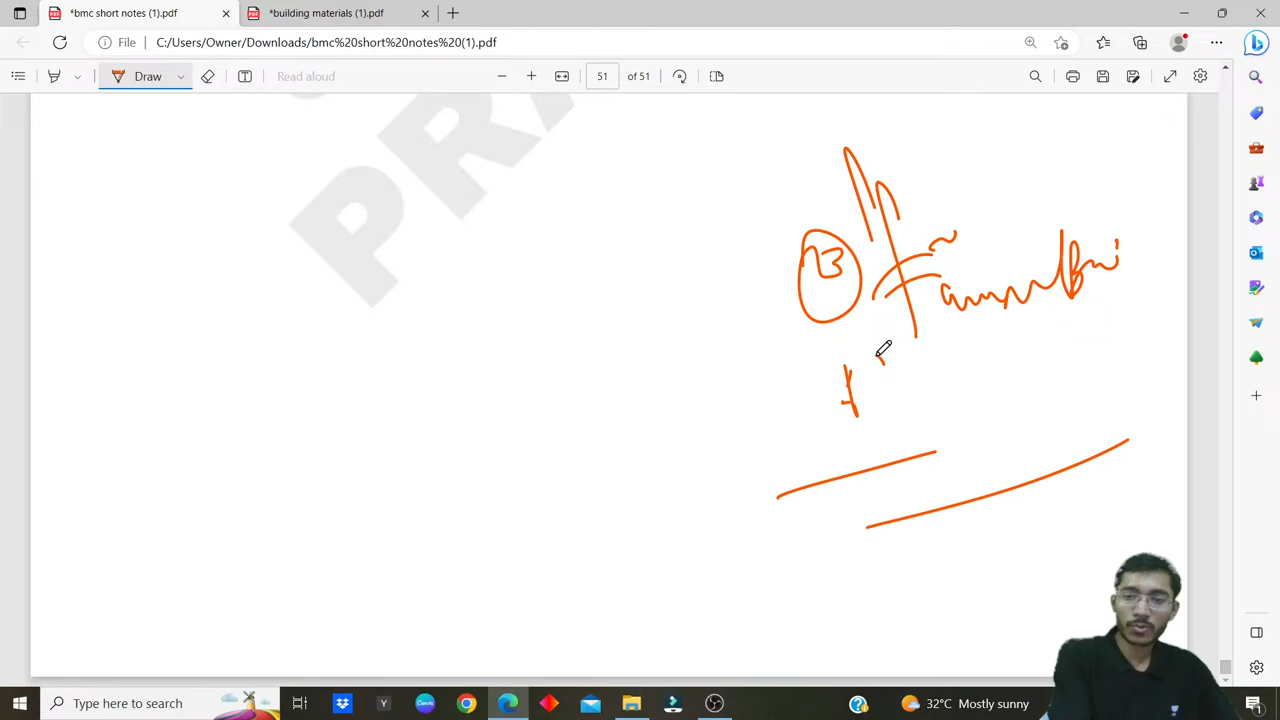 *bmc short notes (1).pdf
*building materials (1).pdf
File
C:/Users/Owner/Downloads/bmc%20short%20notes%20(1).pdf
Draw
Read aloud
51
of 51
PRA
32°C Mostly sunny
Type here to search